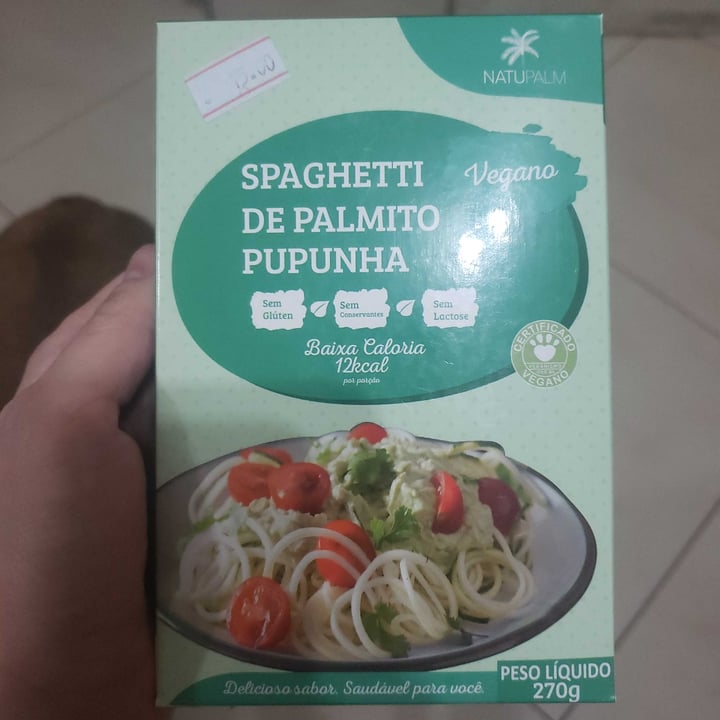 NATUPALM
SPAGHETTI
DE PALMITO
PUPUNHA
Vegano
Sem
Glúten
Sem
Conservantes
Sem
Lactose
Baixa Caloria
12kcal
por porção
CERTIFICADO
VEGANO
Delicioso sabor. Saudável para você.
PESO LÍQUIDO
270g